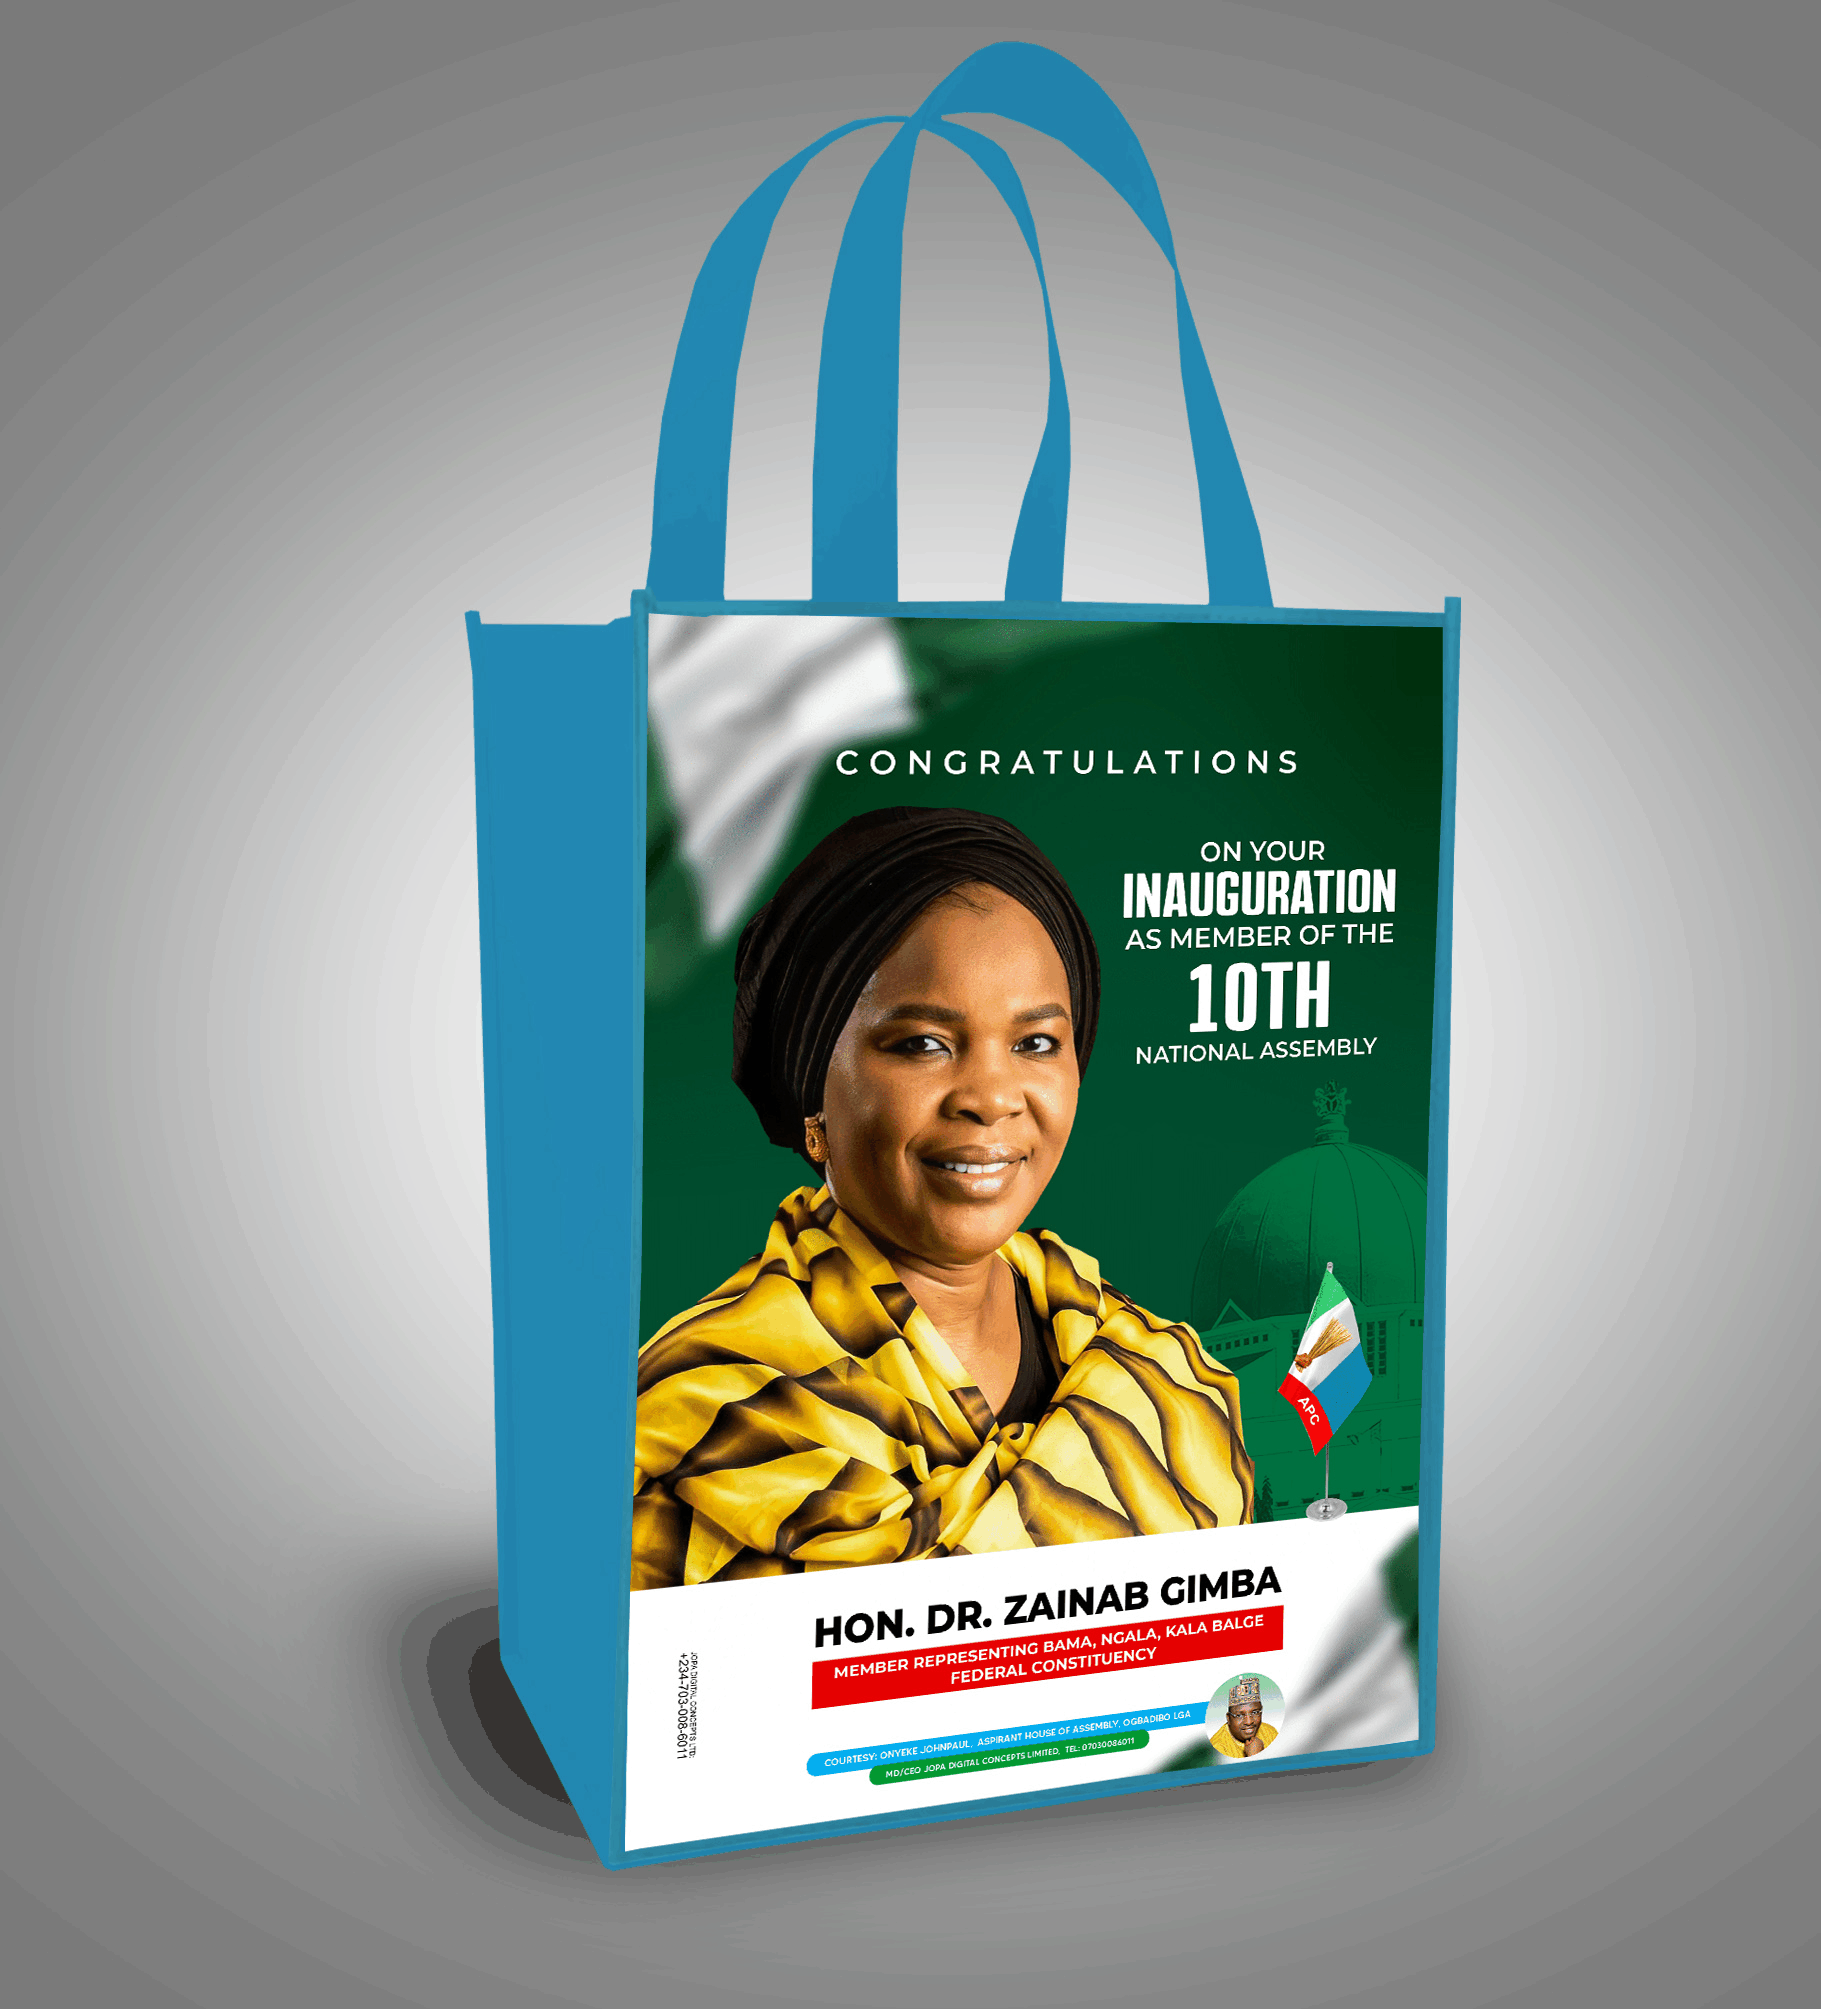 CONGRATULATIONS
ON YOUR
INAUGURATION
AS MEMBER OF THE
10TH
NATIONAL ASSEMBLY
APC
HON. DR. ZAINAB GIMBA
MEMBER REPRESENTING BAMA, NGALA, KALA BALGE
FEDERAL CONSTITUENCY
COURTESY: ONYEKE JOHNPAUL, ASPIRANT HOUSE OF ASSEMBLY, OGBADIBO LGA
MD/CEO JOPA DIGITAL CONCEPTS LIMITED, TEL: 07030086011
JOPA DIGITAL CONCEPTS LTD.
+234-703-008-6011